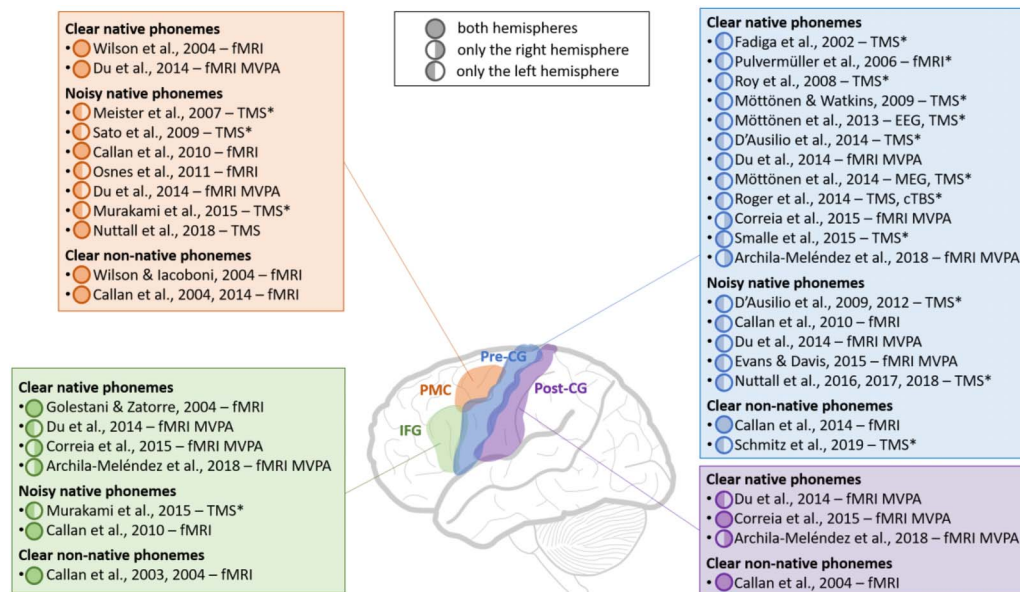 Clear native phonemes
• Wilson et al., 2004 – fMRI
• Du et al., 2014 – fMRI MVPA
Noisy native phonemes
• Meister et al., 2007 – TMS*
• Sato et al., 2009 – TMS*
• Callan et al., 2010 – fMRI
• Osnes et al., 2011 – fMRI
• Du et al., 2014 – fMRI MVPA
• Murakami et al., 2015 – TMS*
• Nuttall et al., 2018 – TMS
Clear non-native phonemes
• Wilson & Iacoboni, 2004 – fMRI
• Callan et al., 2004, 2014 – fMRI
both hemispheres
only the right hemisphere
only the left hemisphere
Clear native phonemes
• Fadiga et al., 2002 – TMS*
• Pulvermüller et al., 2006 – fMRI*
• Roy et al., 2008 – TMS*
• Möttönen & Watkins, 2009 – TMS*
• Möttönen et al., 2013 – EEG, TMS*
• D’Ausilio et al., 2014 – TMS*
• Du et al., 2014 – fMRI MVPA
• Möttönen et al., 2014 – MEG, TMS*
• Roger et al., 2014 – TMS, cTBS*
• Correia et al., 2015 – fMRI MVPA
• Smalle et al., 2015 – TMS*
• Archila-Meléndez et al., 2018 – fMRI MVPA
Noisy native phonemes
• D’Ausilio et al., 2009, 2012 – TMS*
• Callan et al., 2010 – fMRI
• Du et al., 2014 – fMRI MVPA
• Evans & Davis, 2015 – fMRI MVPA
• Nuttall et al., 2016, 2017, 2018 – TMS*
Clear non-native phonemes
• Callan et al., 2014 – fMRI
• Schmitz et al., 2019 – TMS*
Pre-CG
PMC
Post-CG
IFG
Clear native phonemes
• Golestani & Zatorre, 2004 – fMRI
• Du et al., 2014 – fMRI MVPA
• Correia et al., 2015 – fMRI MVPA
• Archila-Meléndez et al., 2018 – fMRI MVPA
Noisy native phonemes
• Murakami et al., 2015 – TMS*
• Callan et al., 2010 – fMRI
Clear non-native phonemes
• Callan et al., 2003, 2004 – fMRI
Clear native phonemes
• Du et al., 2014 – fMRI MVPA
• Correia et al., 2015 – fMRI MVPA
• Archila-Meléndez et al., 2018 – fMRI MVPA
Clear non-native phonemes
• Callan et al., 2004 – fMRI